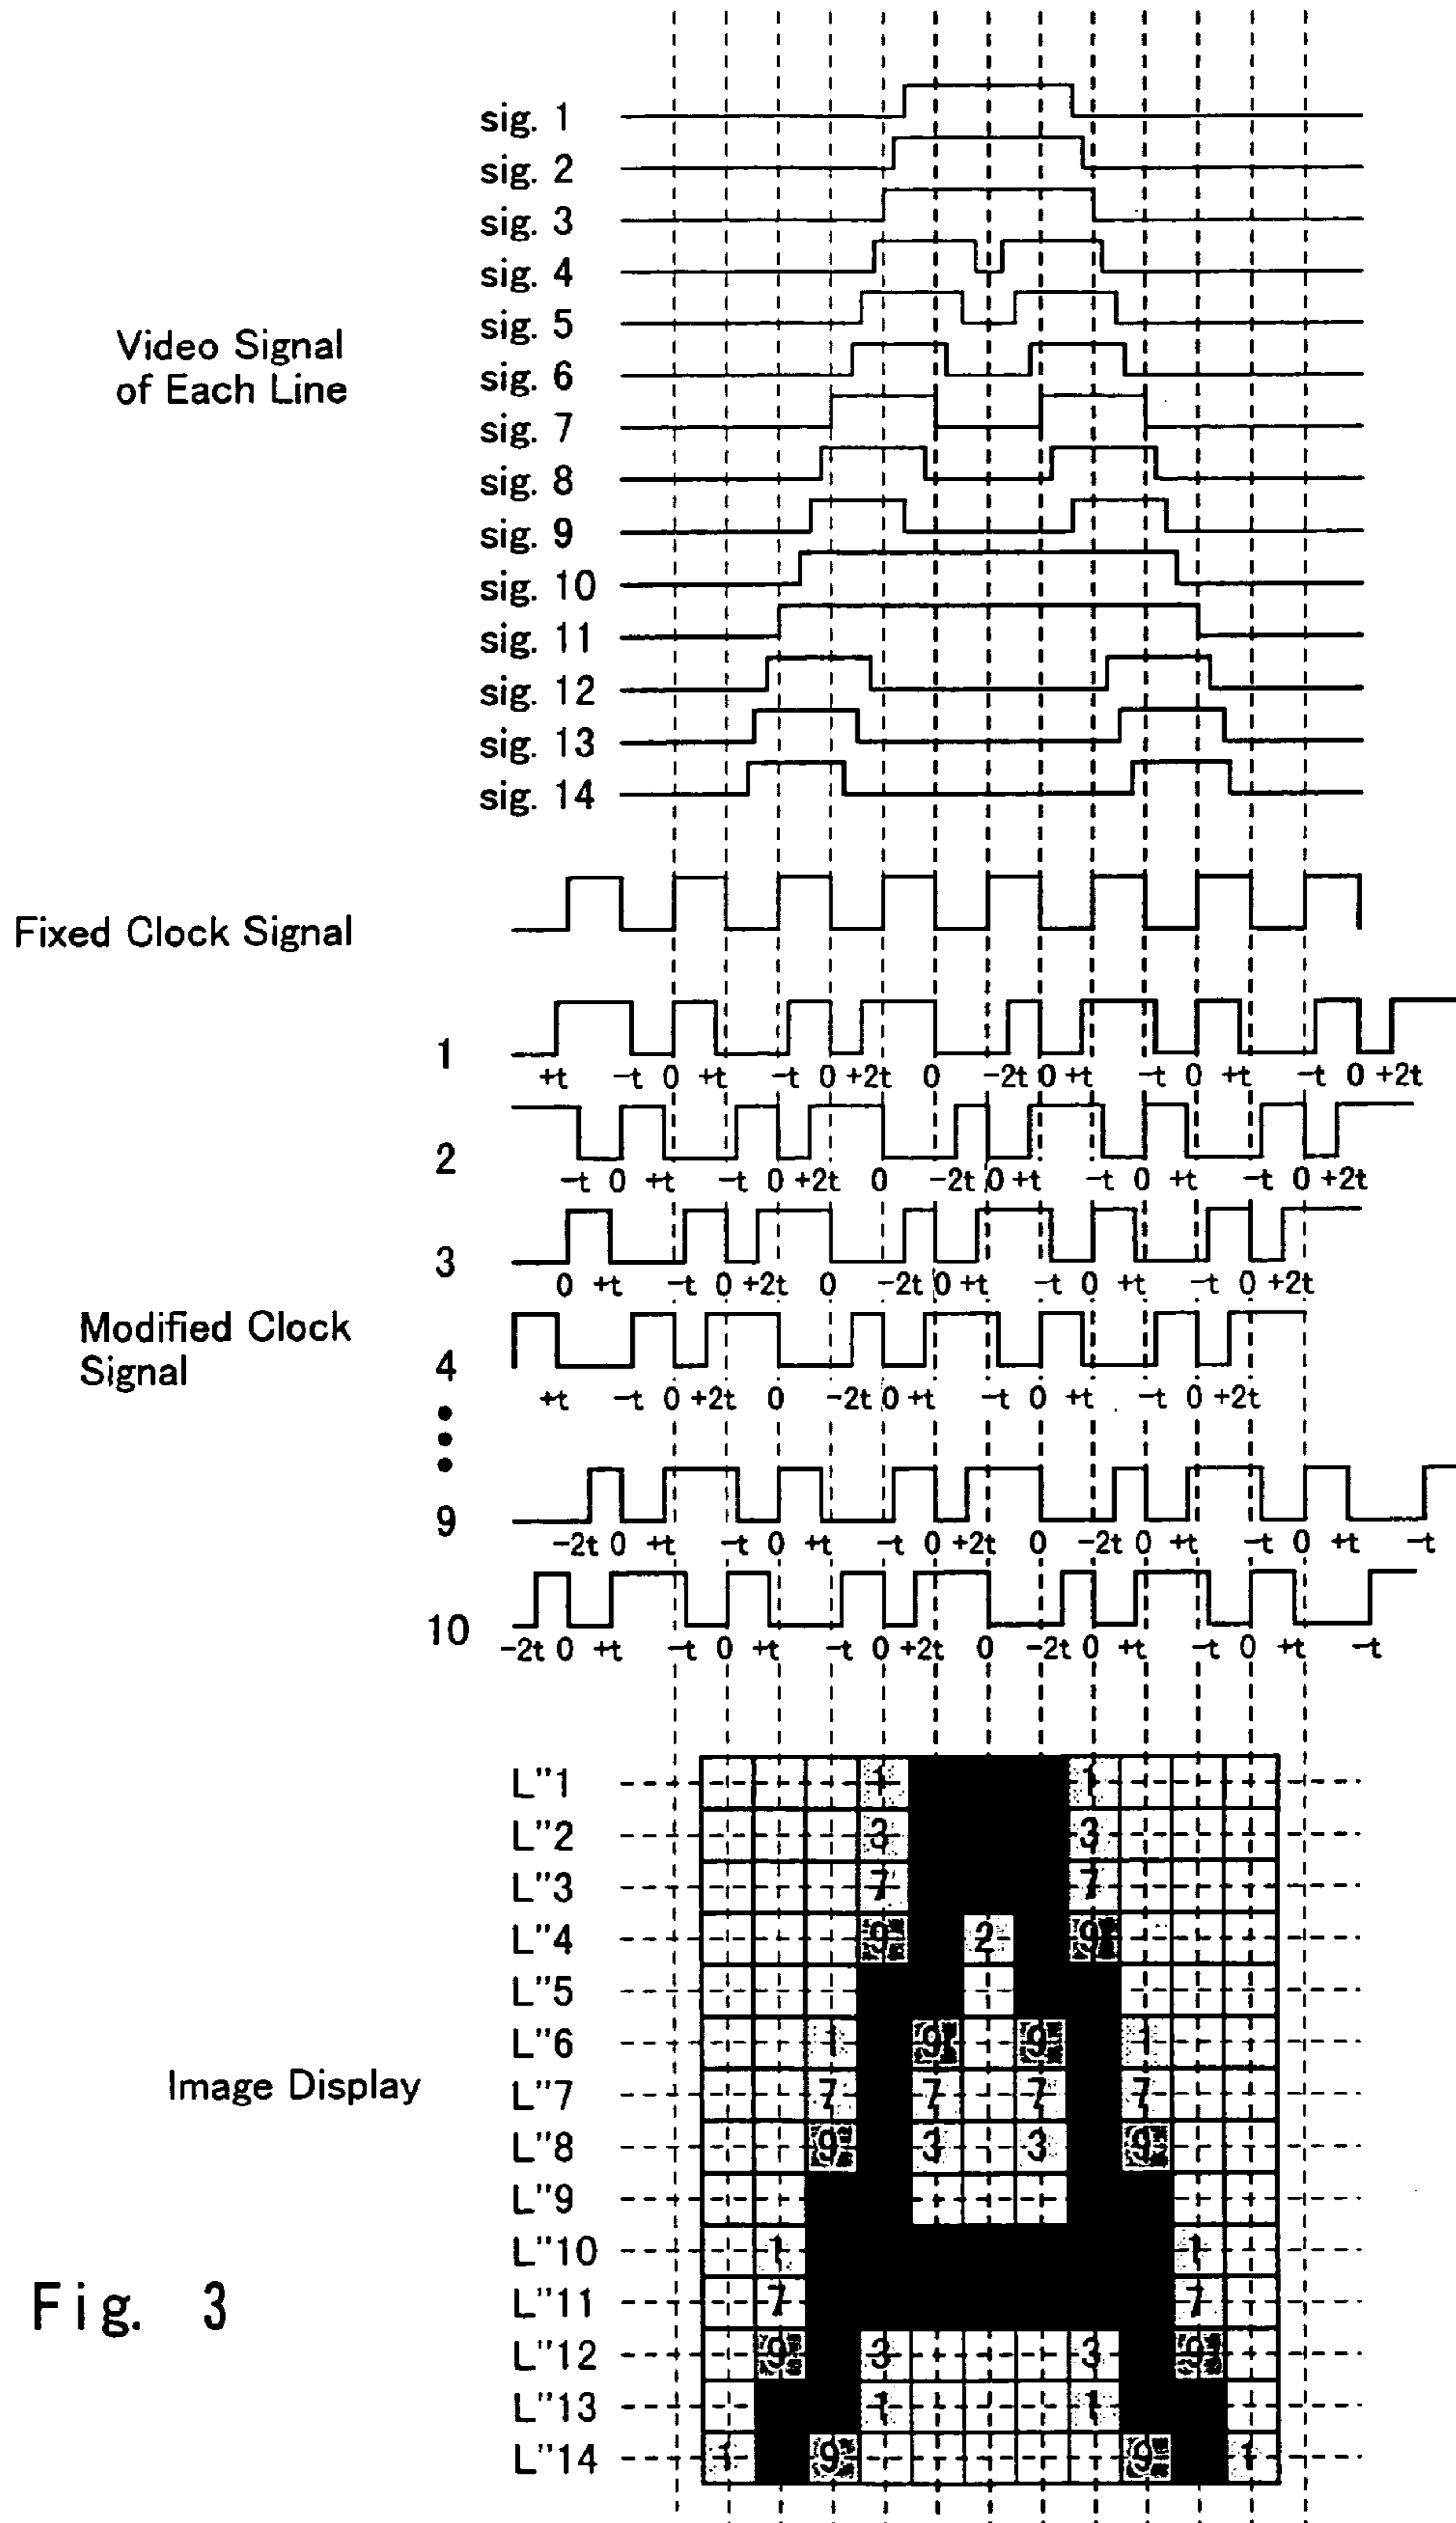 sig. 1
sig. 2
sig. 3
sig. 4
sig. 5
Video Signal
of Each Line
sig. 6
sig. 7
sig. 8
sig. 9
sig. 10
sig. 11
sig. 12
sig. 13
sig. 14
Fixed Clock Signal
1
+t -t 0 +t -t 0 +2t 0 -2t 0 +t -t 0 +t -t 0 +2t
2
-t 0 +t -t 0 +2t 0 -2t 0 +t -t 0 +t -t 0 +2t
3
0 +t -t 0 +2t 0 -2t 0 +t -t 0 +t -t 0 +2t
Modified Clock
Signal
4
+t -t 0 +2t 0 -2t 0 +t -t 0 +t -t 0 +2t
9
-2t 0 +t -t 0 +t -t 0 +2t 0 -2t 0 +t -t 0 +t -t
10
-2t 0 +t -t 0 +t -t 0 +2t 0 -2t 0 +t -t 0 +t -t
L"1 1 1
L"2 3 3
L"3 7 7
L"4 9 2 9
L"5
L"6 1 9 9 1
Image Display
L"7 7 7 7 7
L"8 9 3 3 9
L"9
L"10 1 1
Fig. 3
L"11 7 7
L"12 9 3 3 9
L"13 1 1
L"14 1 9 9 1